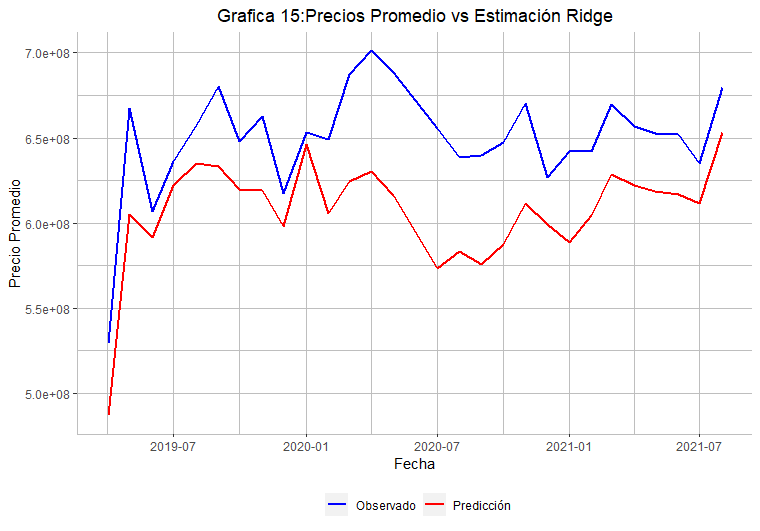 Grafica 15:Precios Promedio vs Estimación Ridge
Precio Promedio
7.0e+08
6.5e+08
6.0e+08
5.5e+08
5.0e+08
2019-07 2020-01 2020-07 2021-01 2021-07
Fecha
Observado Predicción